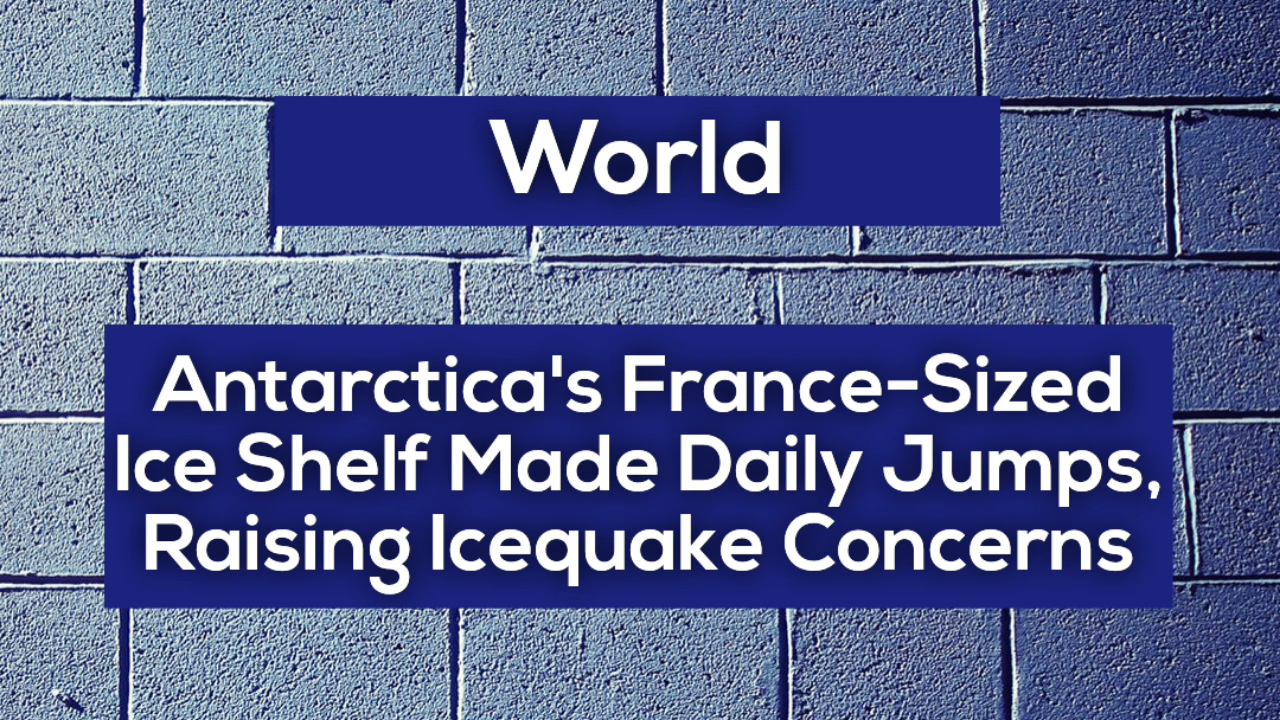 World
Antarctica's France-Sized
Ice Shelf Made Daily Jumps,
Raising Icequake Concerns